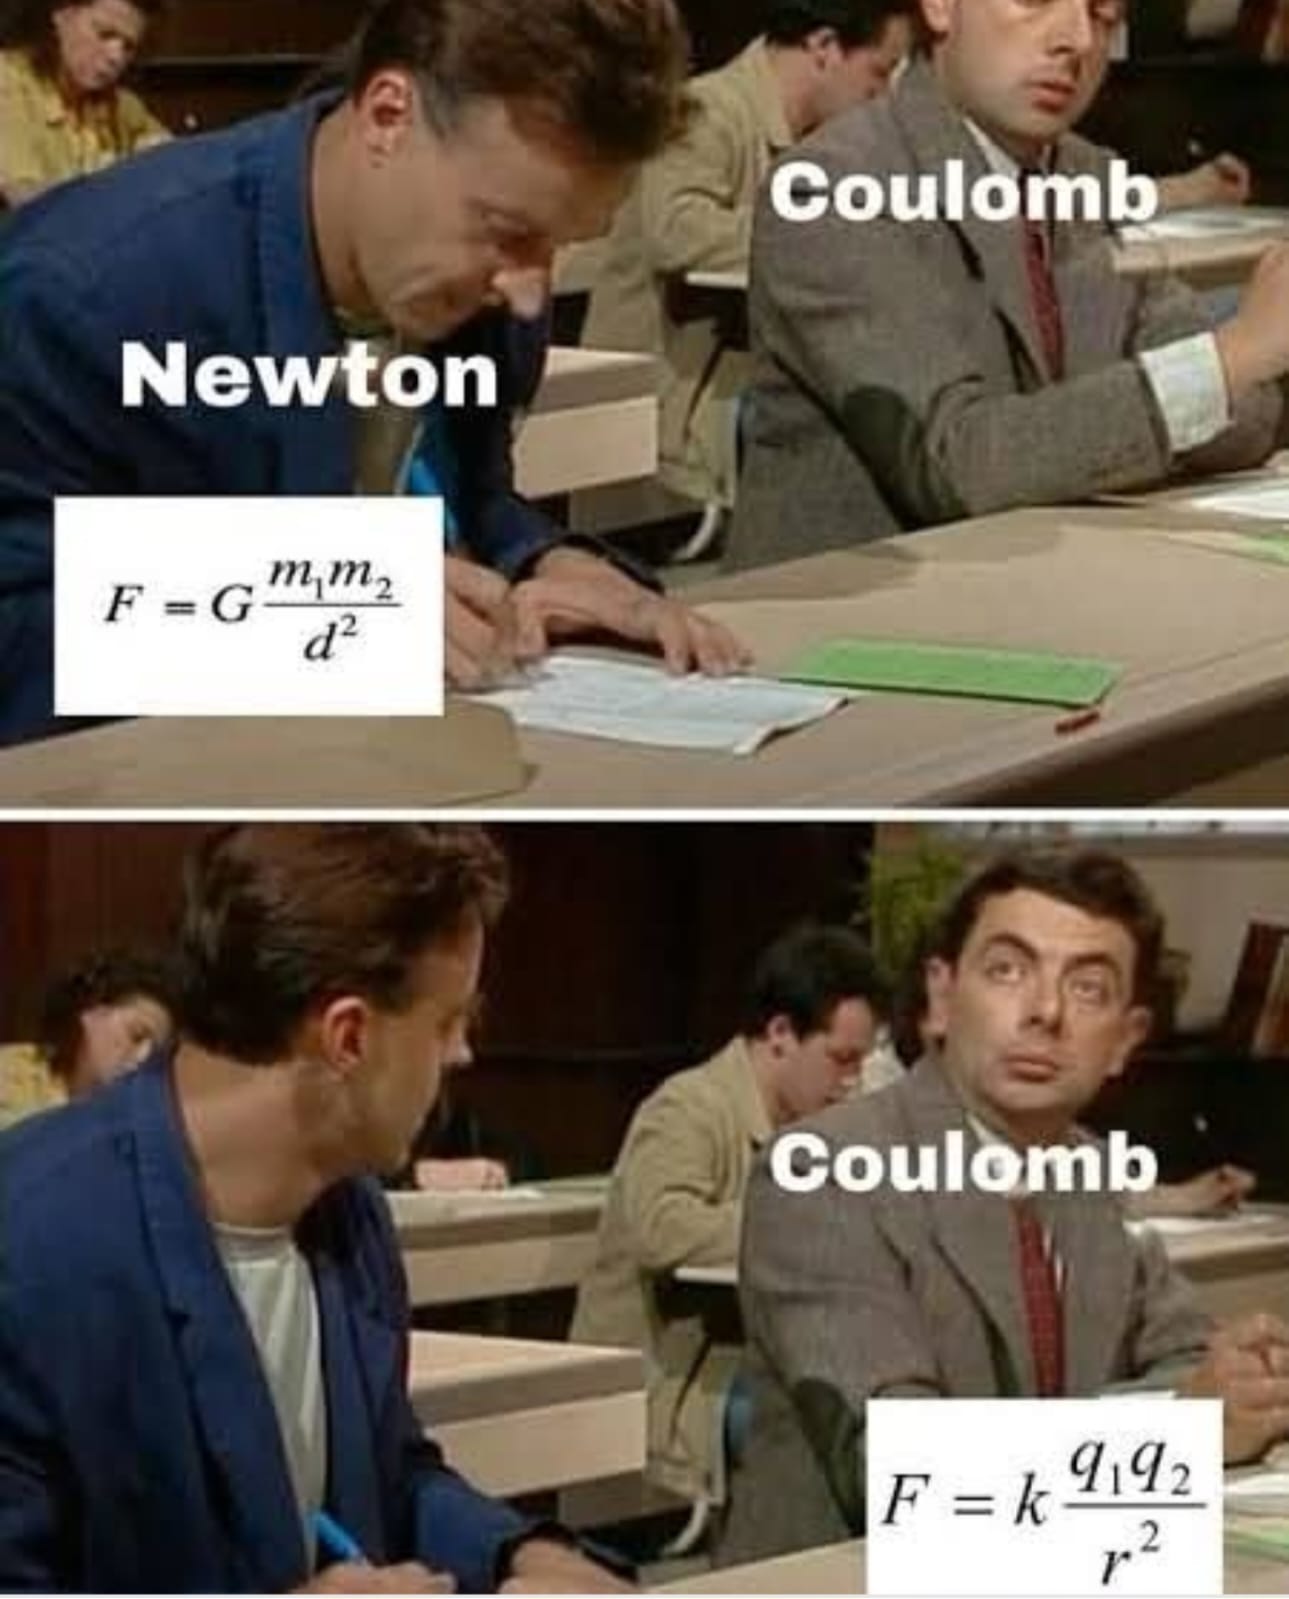 Coulomb
Newton
F = G m₁m₂ / d²
Coulomb
F = k q₁q₂ / r²